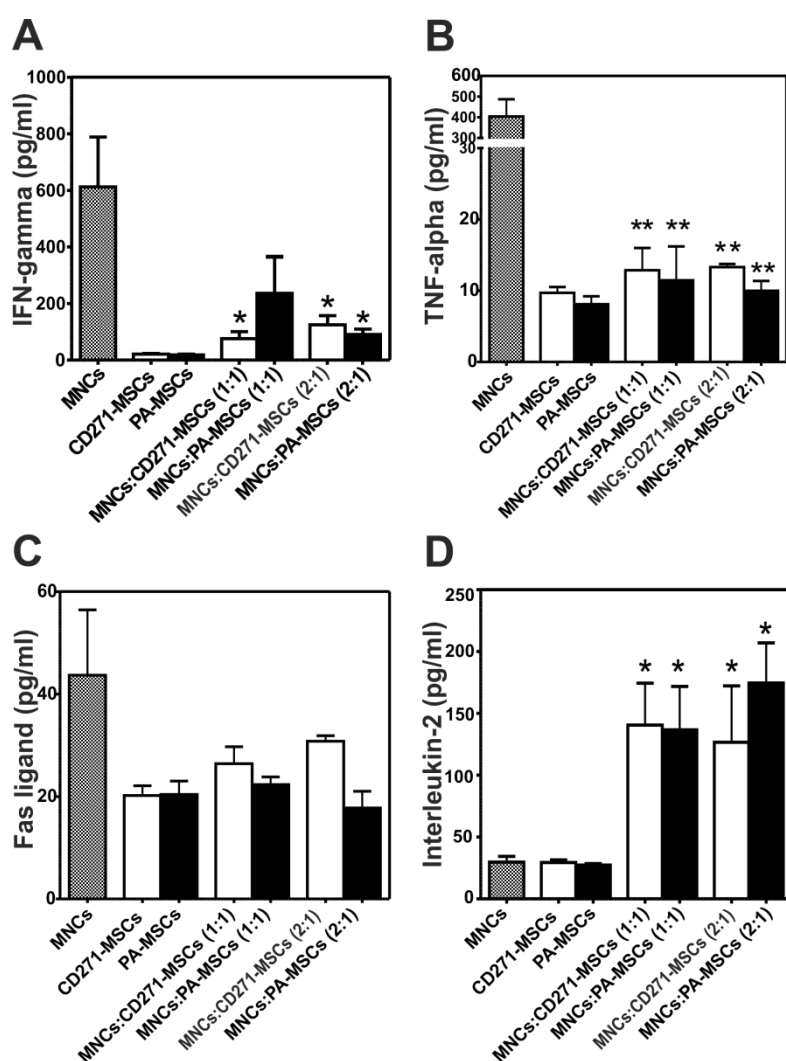 A
IFN-gamma (pg/ml)
1000
800
600
400
200
0
*
*
*
MNCs
CD271-MSCs
PA-MSCs
MNCs:CD271-MSCs (1:1)
MNCs:PA-MSCs (1:1)
MNCs:CD271-MSCs (2:1)
MNCs:PA-MSCs (2:1)
B
TNF-alpha (pg/ml)
600
500
400
300
30
20
10
0
**
**
**
**
MNCs
CD271-MSCs
PA-MSCs
MNCs:CD271-MSCs (1:1)
MNCs:PA-MSCs (1:1)
MNCs:CD271-MSCs (2:1)
MNCs:PA-MSCs (2:1)
C
Fas ligand (pg/ml)
60
40
20
0
MNCs
CD271-MSCs
PA-MSCs
MNCs:CD271-MSCs (1:1)
MNCs:PA-MSCs (1:1)
MNCs:CD271-MSCs (2:1)
MNCs:PA-MSCs (2:1)
D
Interleukin-2 (pg/ml)
250
200
150
100
50
0
*
*
*
*
MNCs
CD271-MSCs
PA-MSCs
MNCs:CD271-MSCs (1:1)
MNCs:PA-MSCs (1:1)
MNCs:CD271-MSCs (2:1)
MNCs:PA-MSCs (2:1)